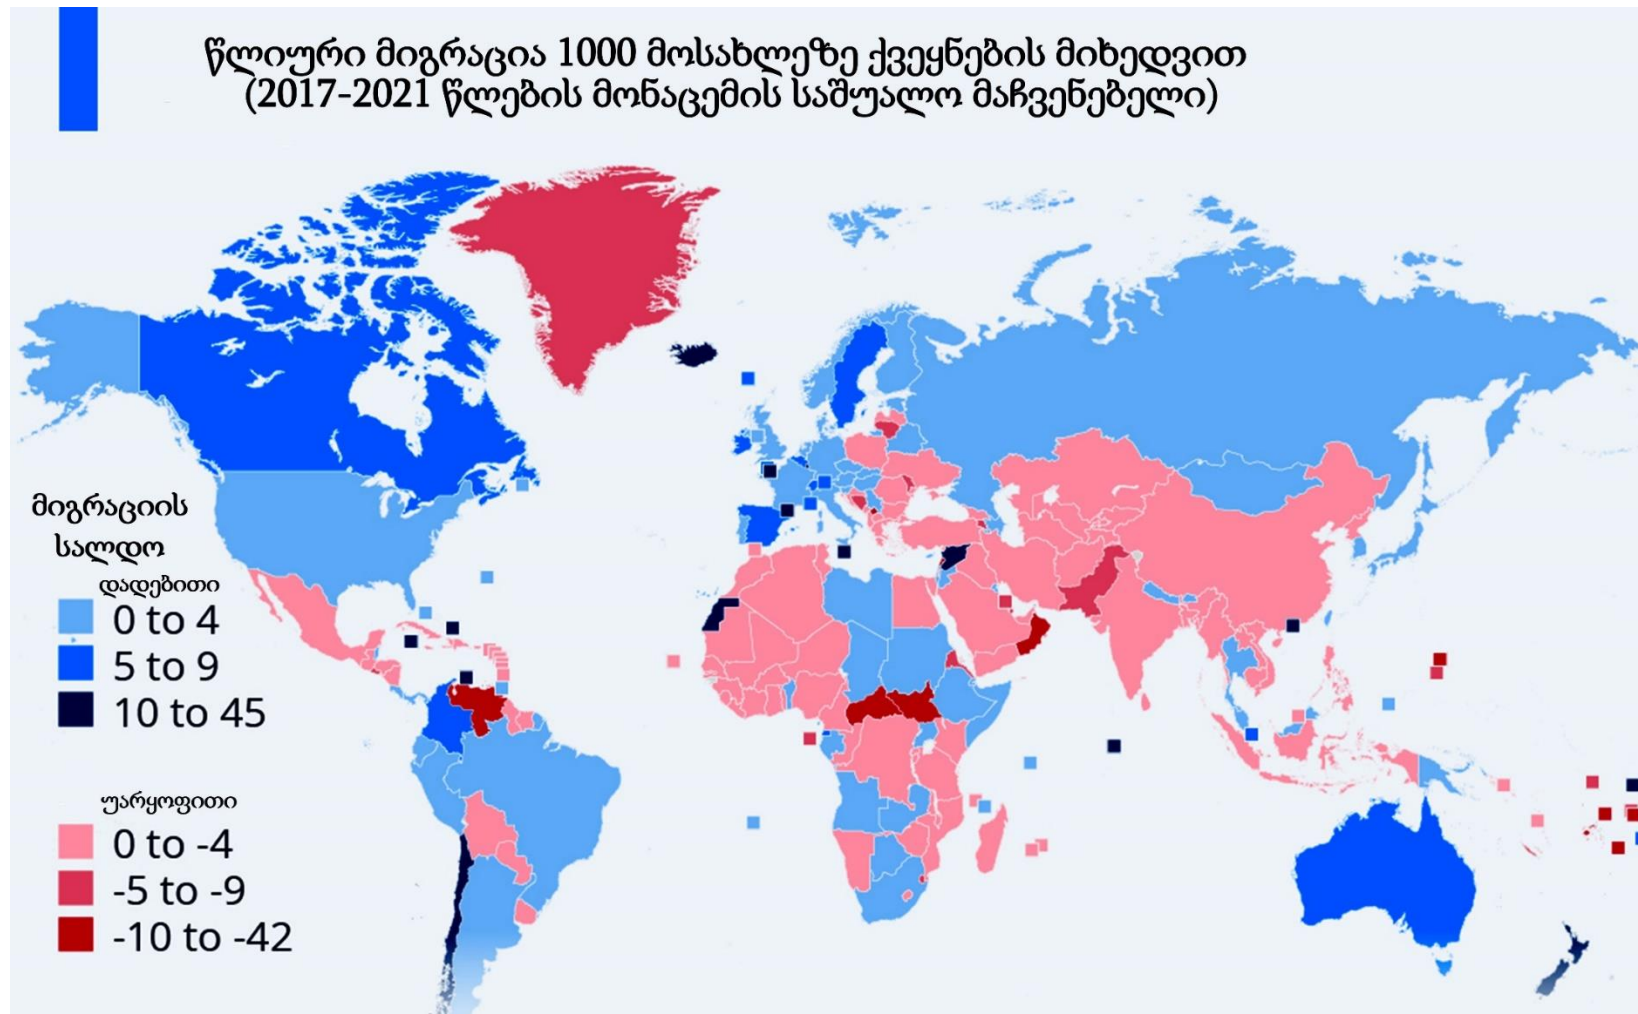 წლიური მიგრაცია 1000 მოსახლეზე ქვეყნების მიხედვით
(2017-2021 წლების მონაცემის საშუალო მაჩვენებელი)
მიგრაციის
სალდო
დადებითი
0 to 4
5 to 9
10 to 45
უარყოფითი
0 to -4
-5 to -9
-10 to -42